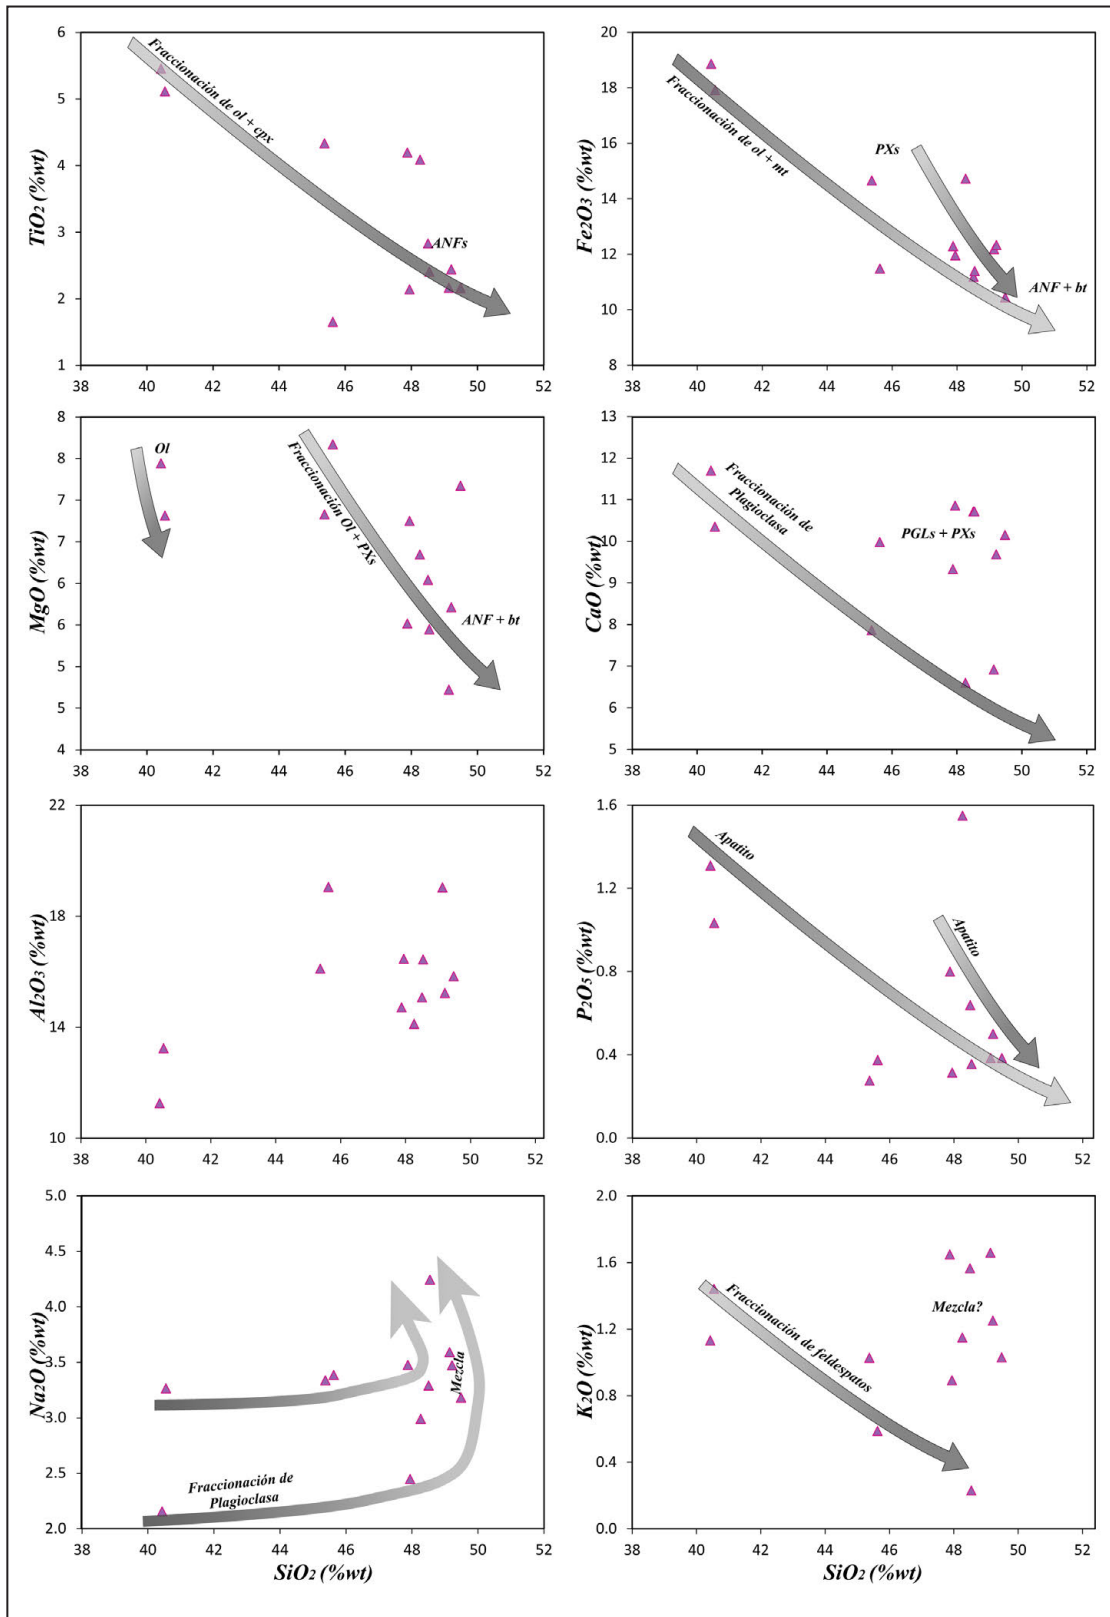 6
5
4
3
2
1
TiO2 (%wt)
Fraccionación de ol + cpx
ANFs
38 40 42 44 46 48 50 52
20
18
16
14
12
10
8
Fe2O3 (%wt)
Fraccionación de ol + mt
PXs
ANF + bt
38 40 42 44 46 48 50 52
8
8
7
7
6
6
5
5
4
MgO (%wt)
Ol
Fraccionación Ol + PXs
ANF + bt
38 40 42 44 46 48 50 52
13
12
11
10
9
8
7
6
5
CaO (%wt)
Fraccionación de
Plagioclasa
PGLs + PXs
38 40 42 44 46 48 50 52
22
18
14
10
Al2O3 (%wt)
38 40 42 44 46 48 50 52
1.6
1.2
0.8
0.4
0.0
P2O5 (%wt)
Apatito
Apatito
38 40 42 44 46 48 50 52
5.0
4.5
4.0
3.5
3.0
2.5
2.0
Na2O (%wt)
Mezcla
Fraccionación de
Plagioclasa
38 40 42 44 46 48 50 52
SiO2 (%wt)
2.0
1.6
1.2
0.8
0.4
0.0
K2O (%wt)
Fraccionación de feldespatos
Mezcla?
38 40 42 44 46 48 50 52
SiO2 (%wt)